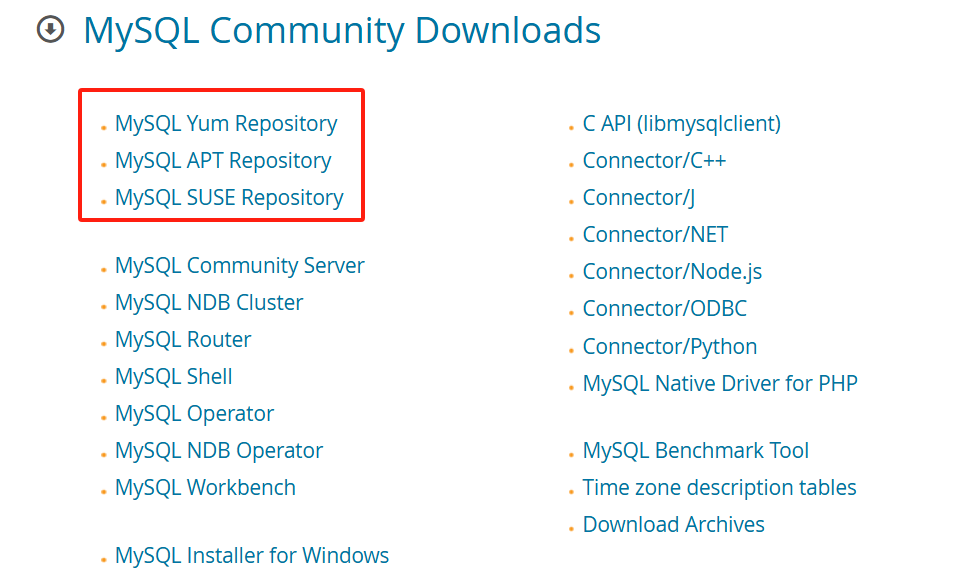 MySQL Community Downloads
MySQL Yum Repository
MySQL APT Repository
MySQL SUSE Repository
MySQL Community Server
MySQL NDB Cluster
MySQL Router
MySQL Shell
MySQL Operator
MySQL NDB Operator
MySQL Workbench
MySQL Installer for Windows
C API (libmysqlclient)
Connector/C++
Connector/J
Connector/NET
Connector/Node.js
Connector/ODBC
Connector/Python
MySQL Native Driver for PHP
MySQL Benchmark Tool
Time zone description tables
Download Archives